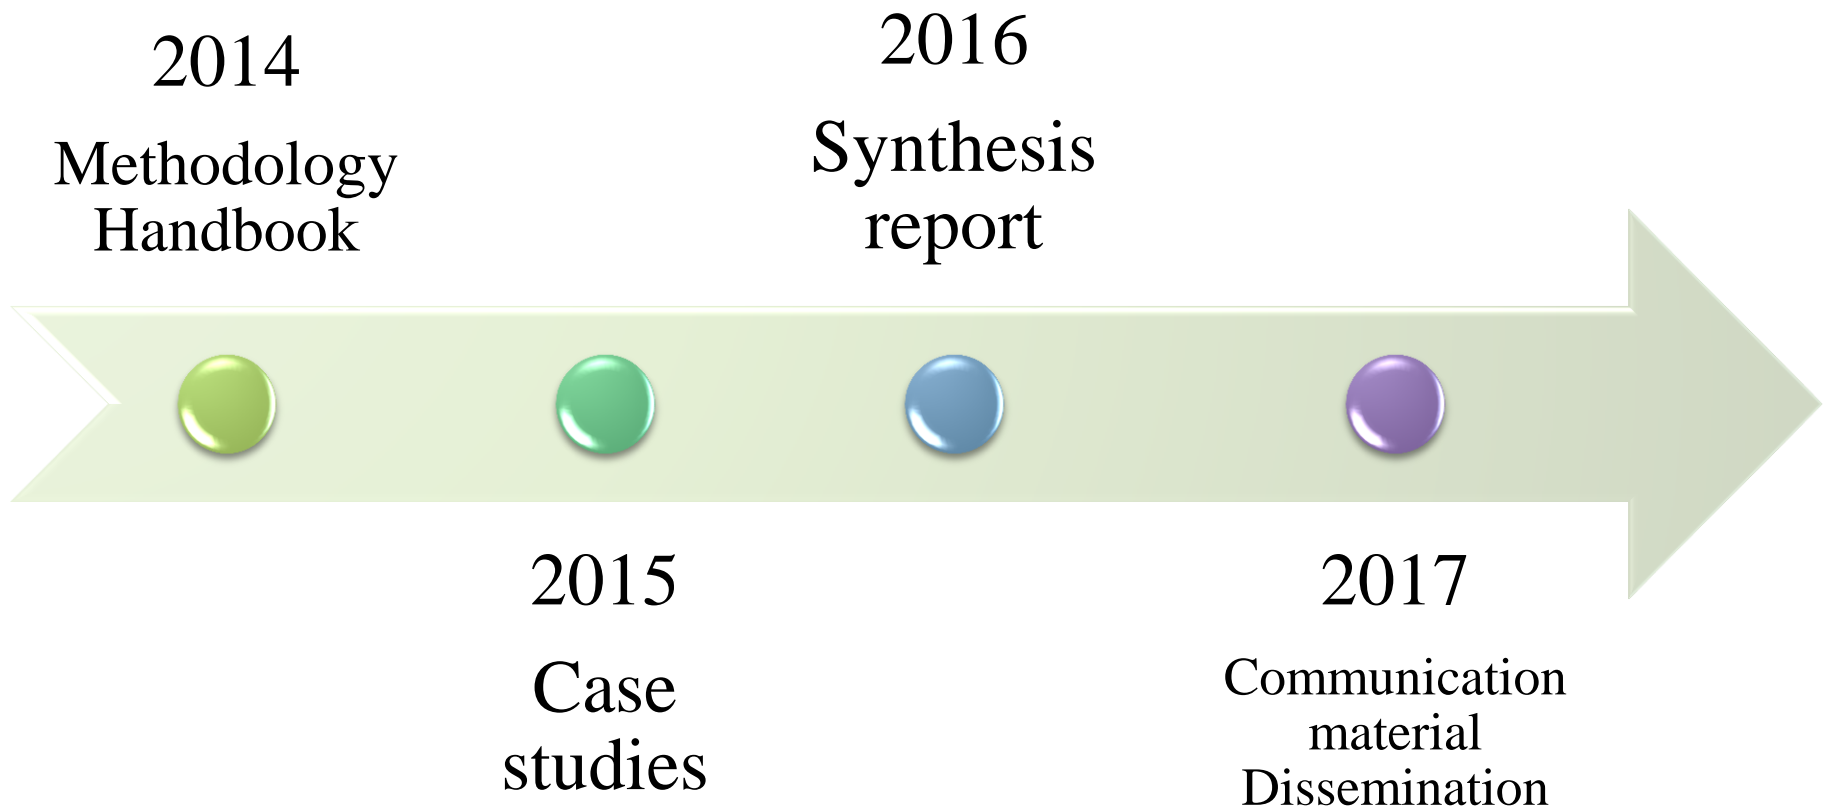 2014
Methodology
Handbook
2015
Case
studies
2016
Synthesis
report
2017
Communication
material
Dissemination